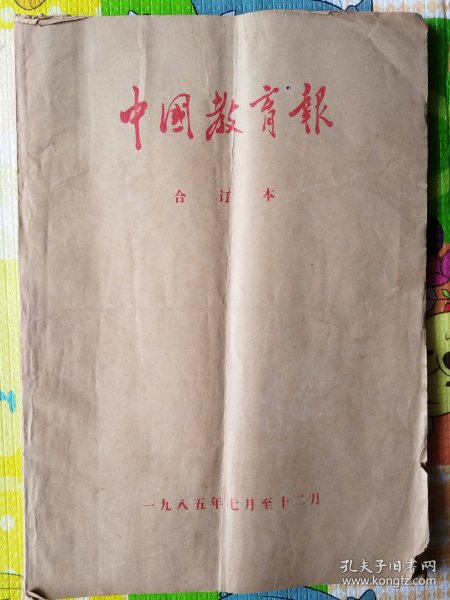 中國教育報
合订本
一九八五年七月至十二月
孔夫子旧书网
www.kongfz.com